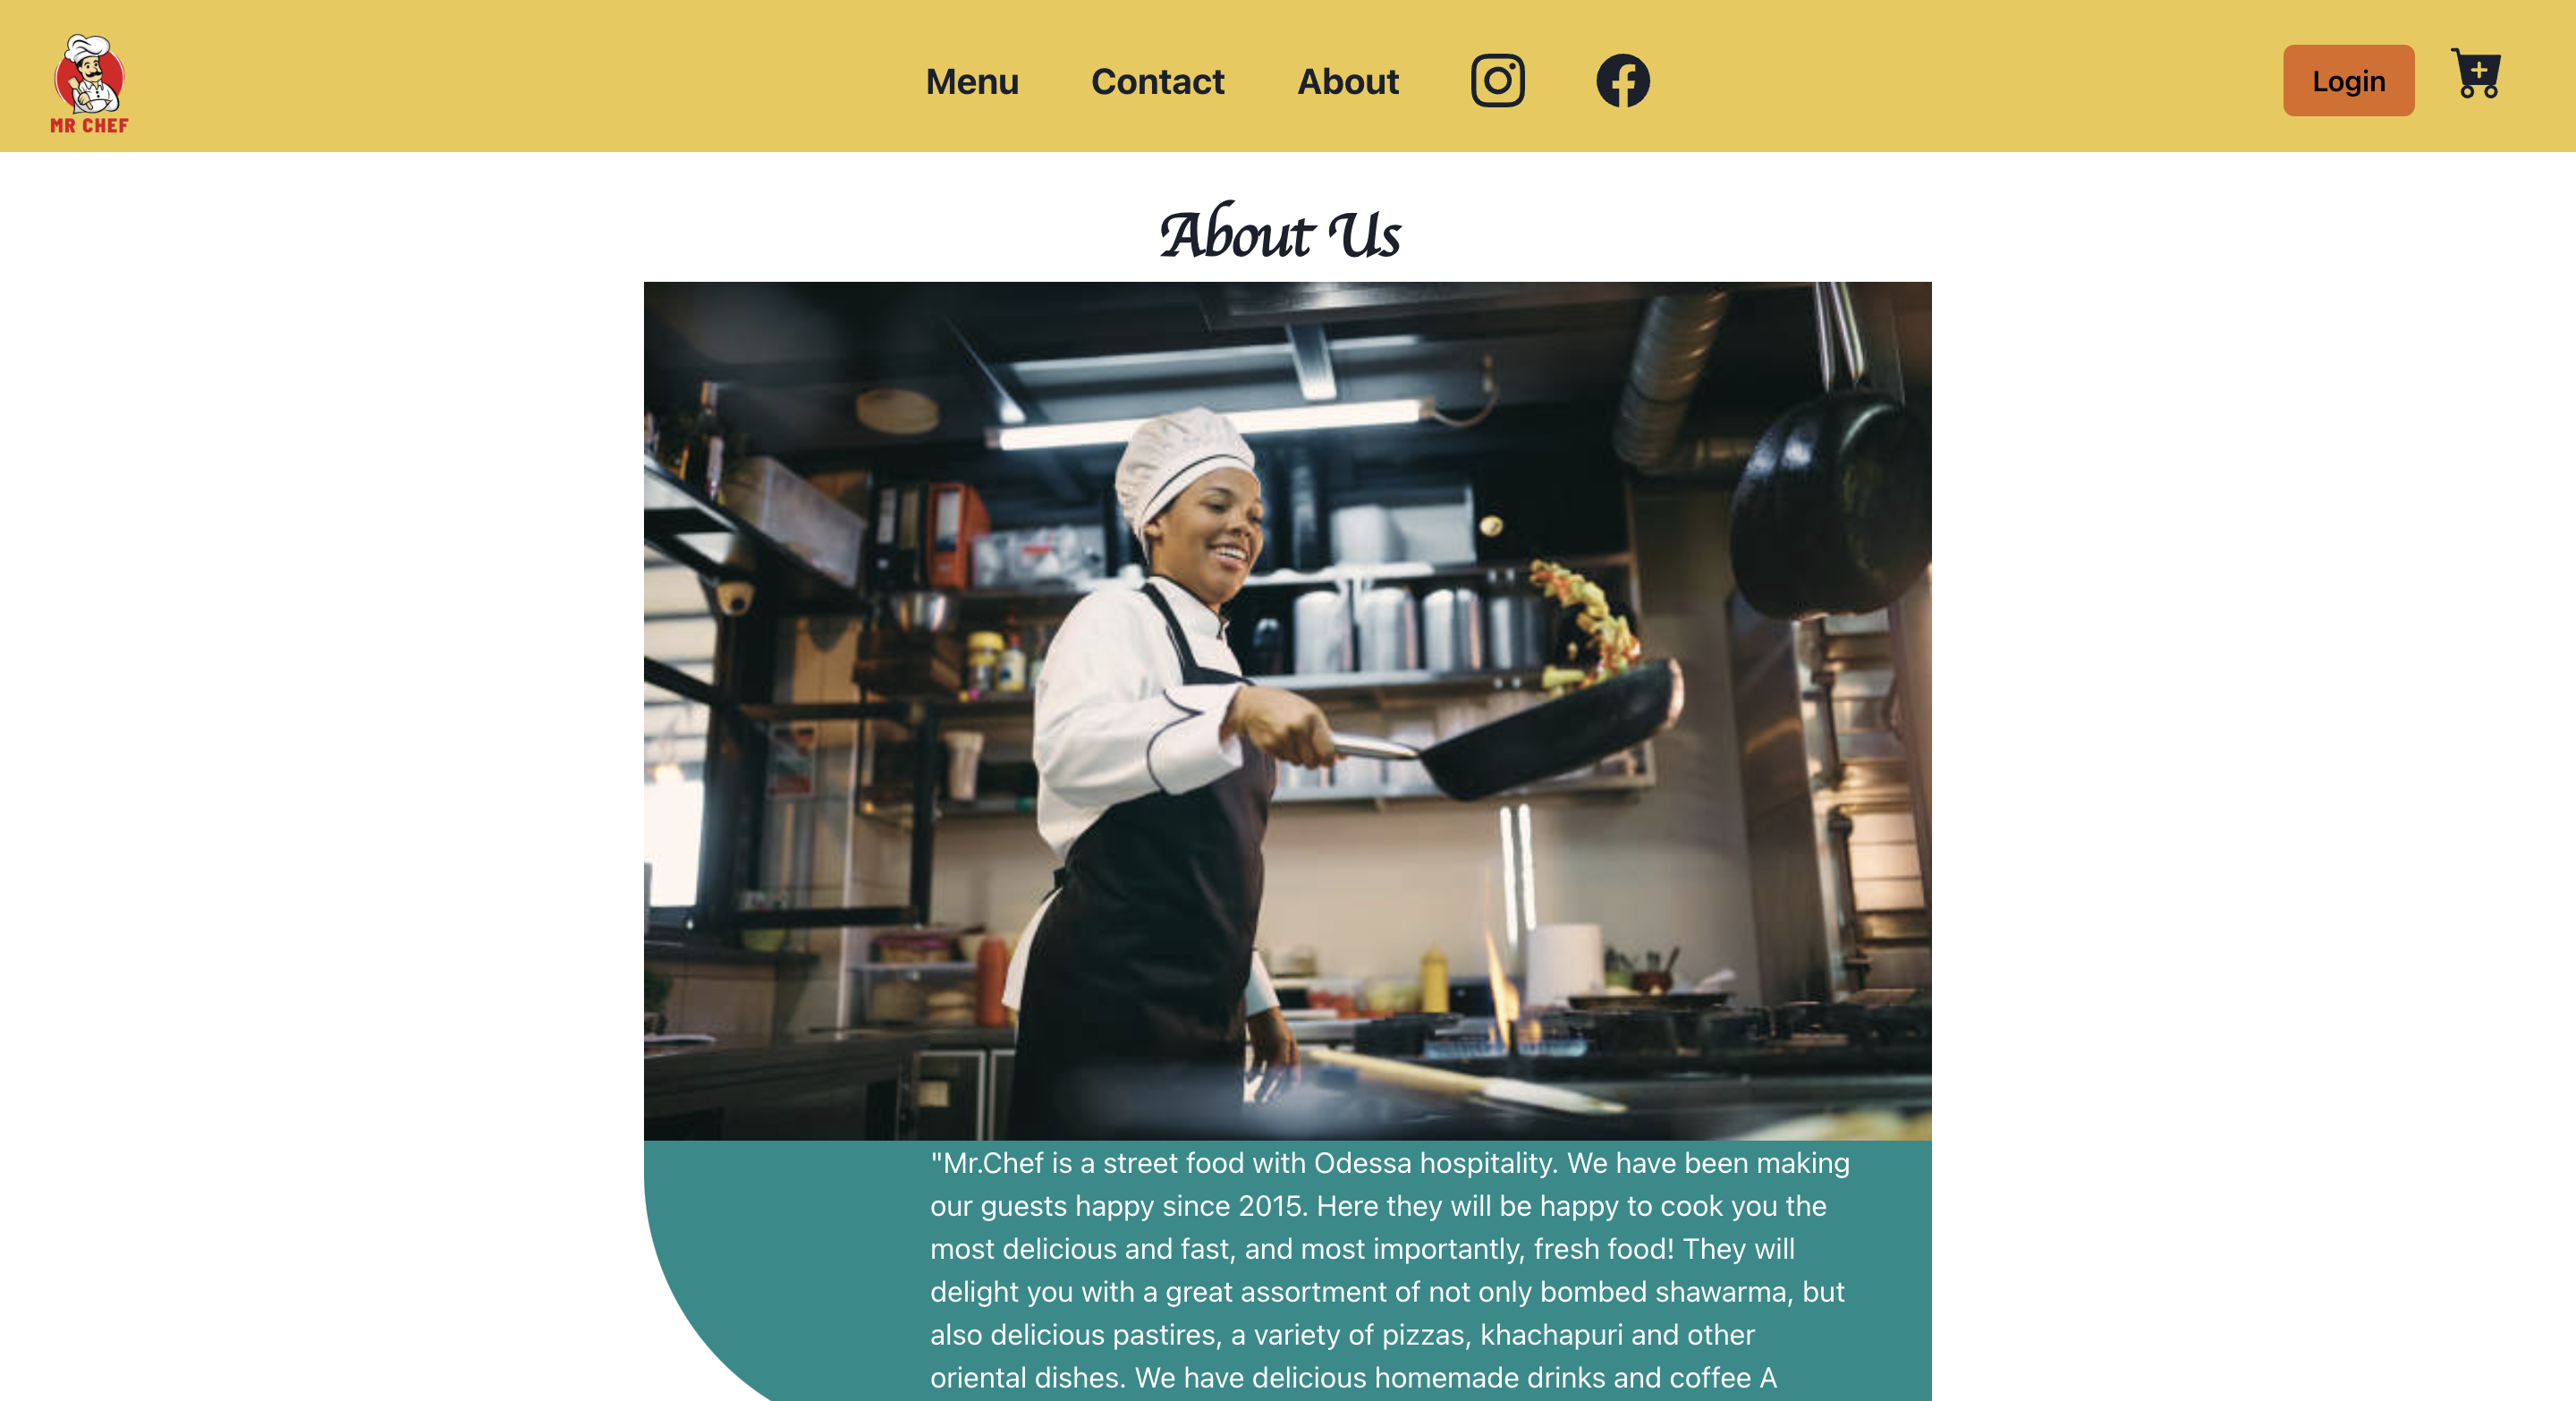 MR CHEF
Menu Contact About Login
About Us
"Mr.Chef is a street food with Odessa hospitality. We have been making
our guests happy since 2015. Here they will be happy to cook you the
most delicious and fast, and most importantly, fresh food! They will
delight you with a great assortment of not only bombed shawarma, but
also delicious pastires, a variety of pizzas, khachapuri and other
oriental dishes. We have delicious homemade drinks and coffee A